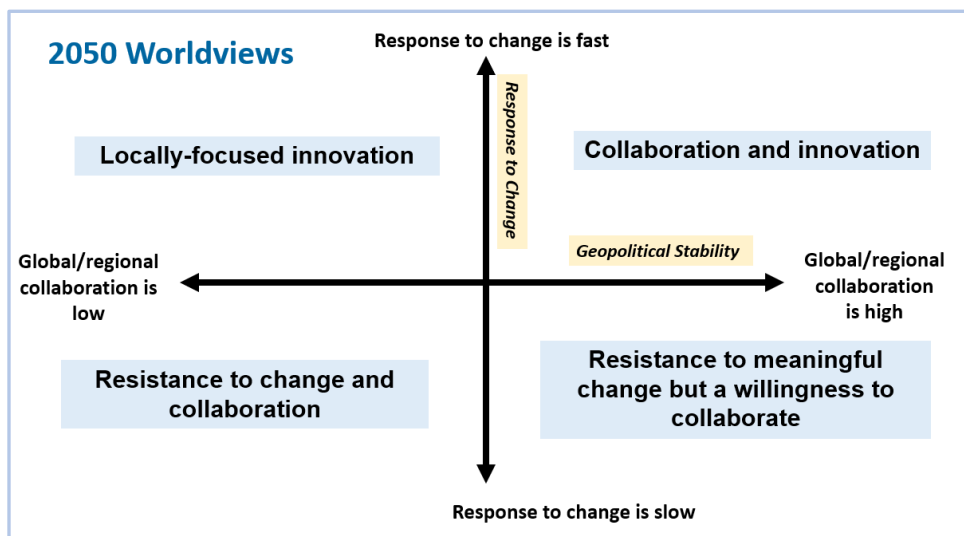 2050 Worldviews
Response to change is fast
Response to Change
Locally-focused innovation
Collaboration and innovation
Geopolitical Stability
Global/regional
collaboration is
low
Global/regional
collaboration
is high
Resistance to change and
collaboration
Resistance to meaningful
change but a willingness to
collaborate
Response to change is slow